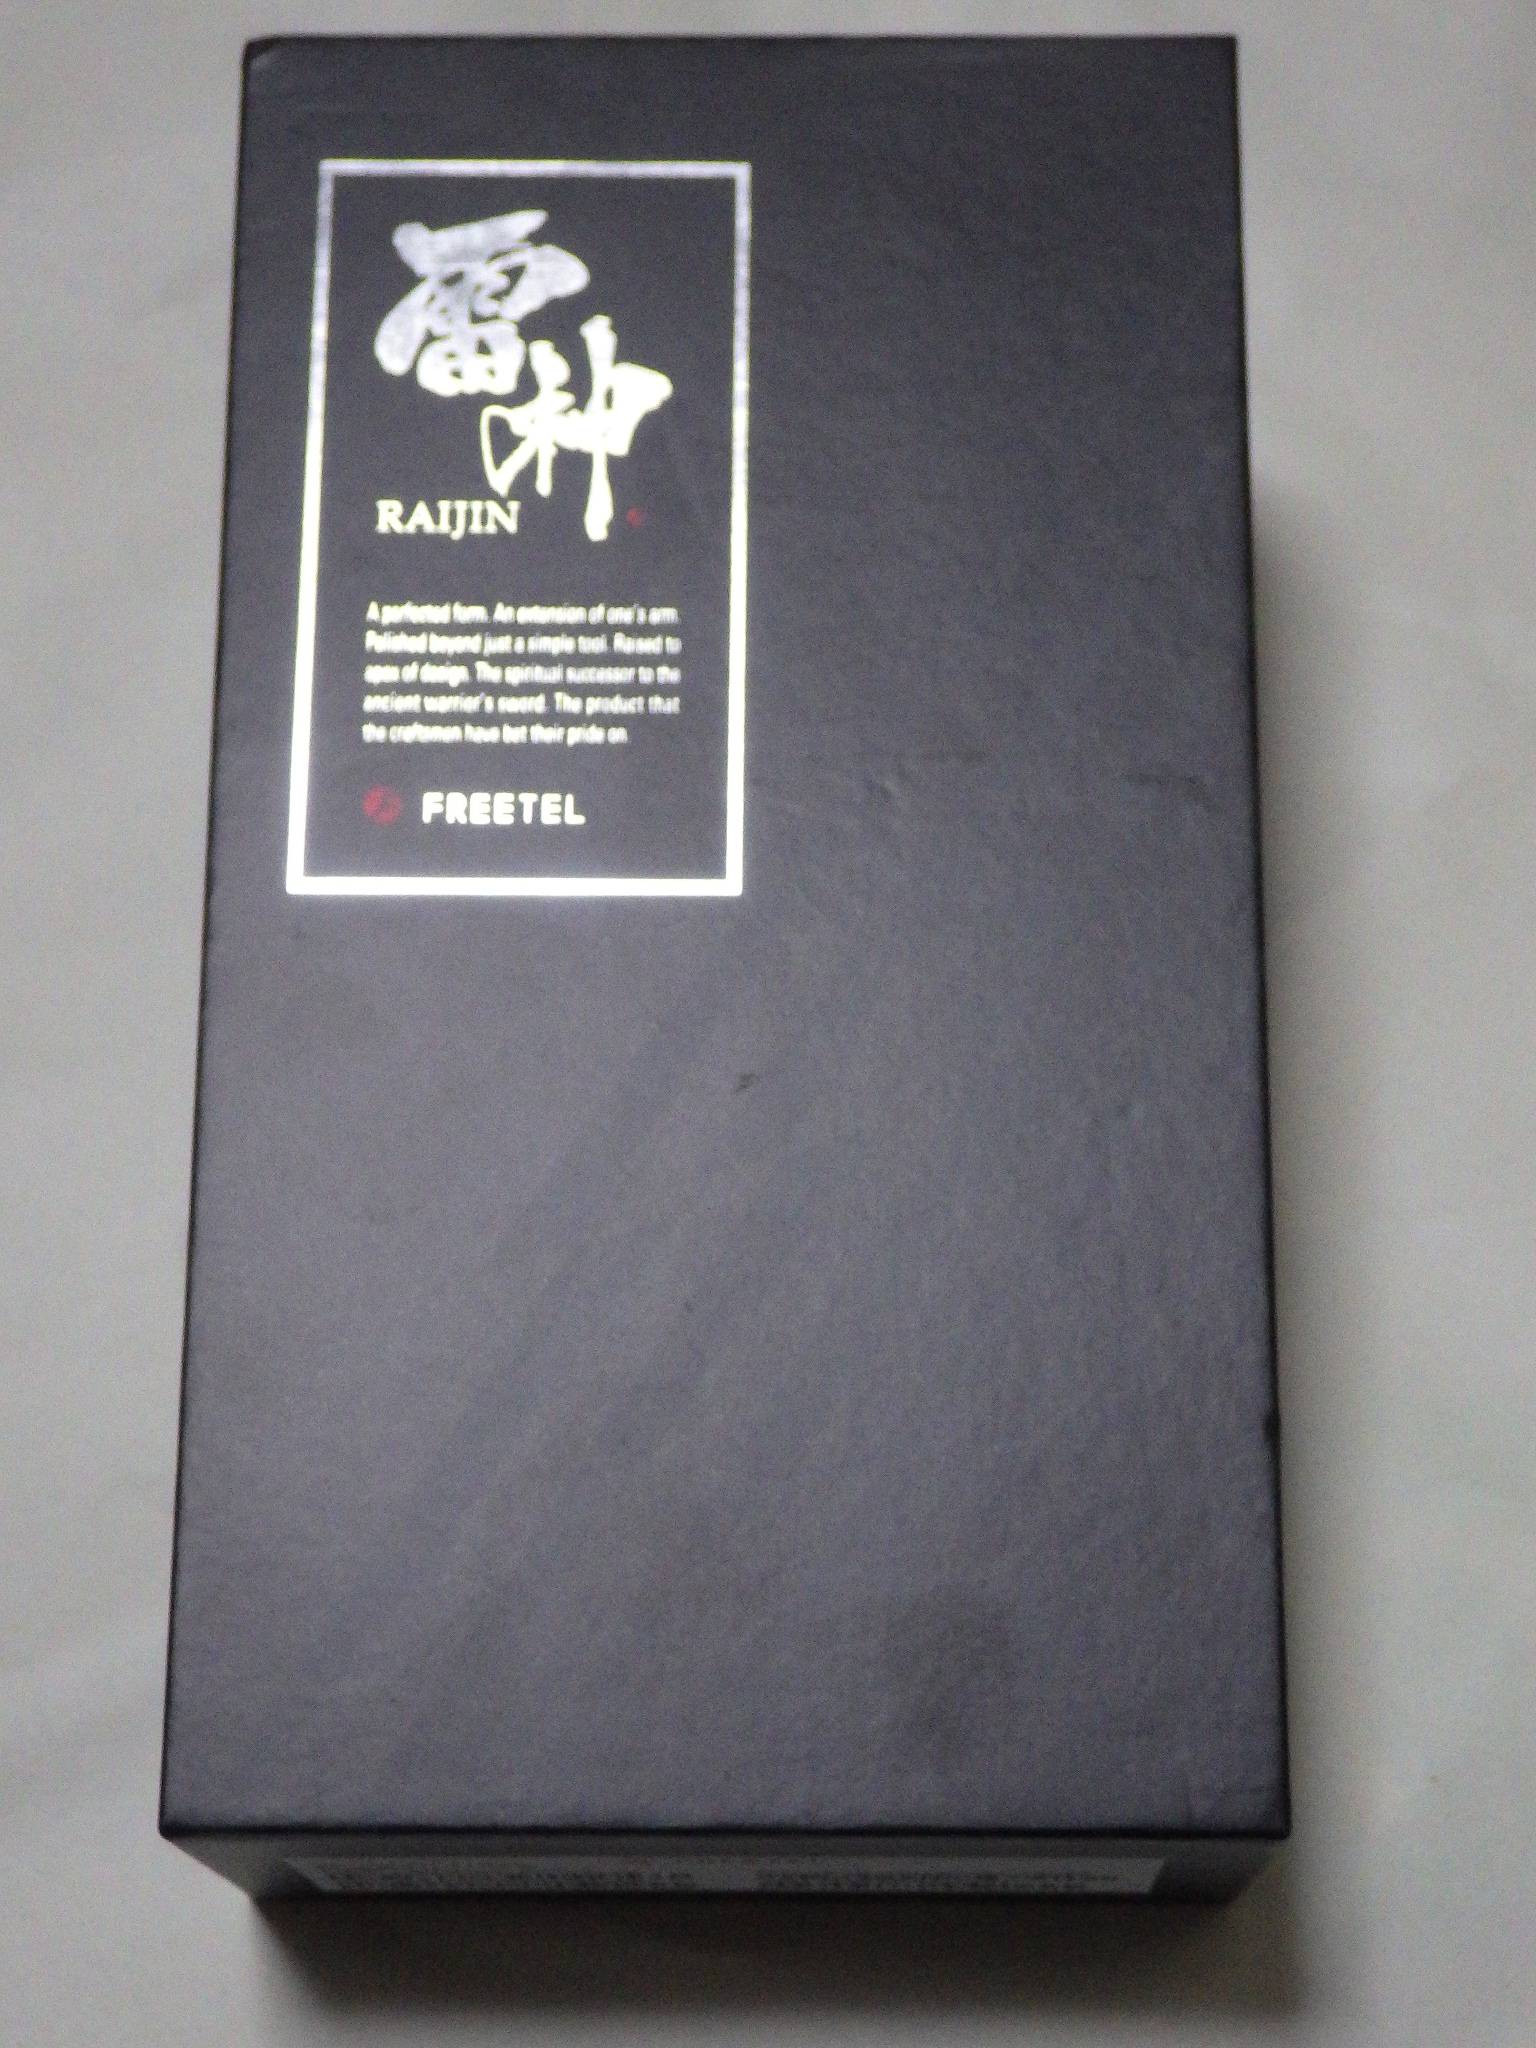 雷神
RAIJIN
A perfected form. An extension of one's arm.
Polished beyond just a simple tool. Raised to
apex of design. The spiritual successor to the
ancient warrior's sword. The product that
the craftsmen have bet their pride on.
FREETEL